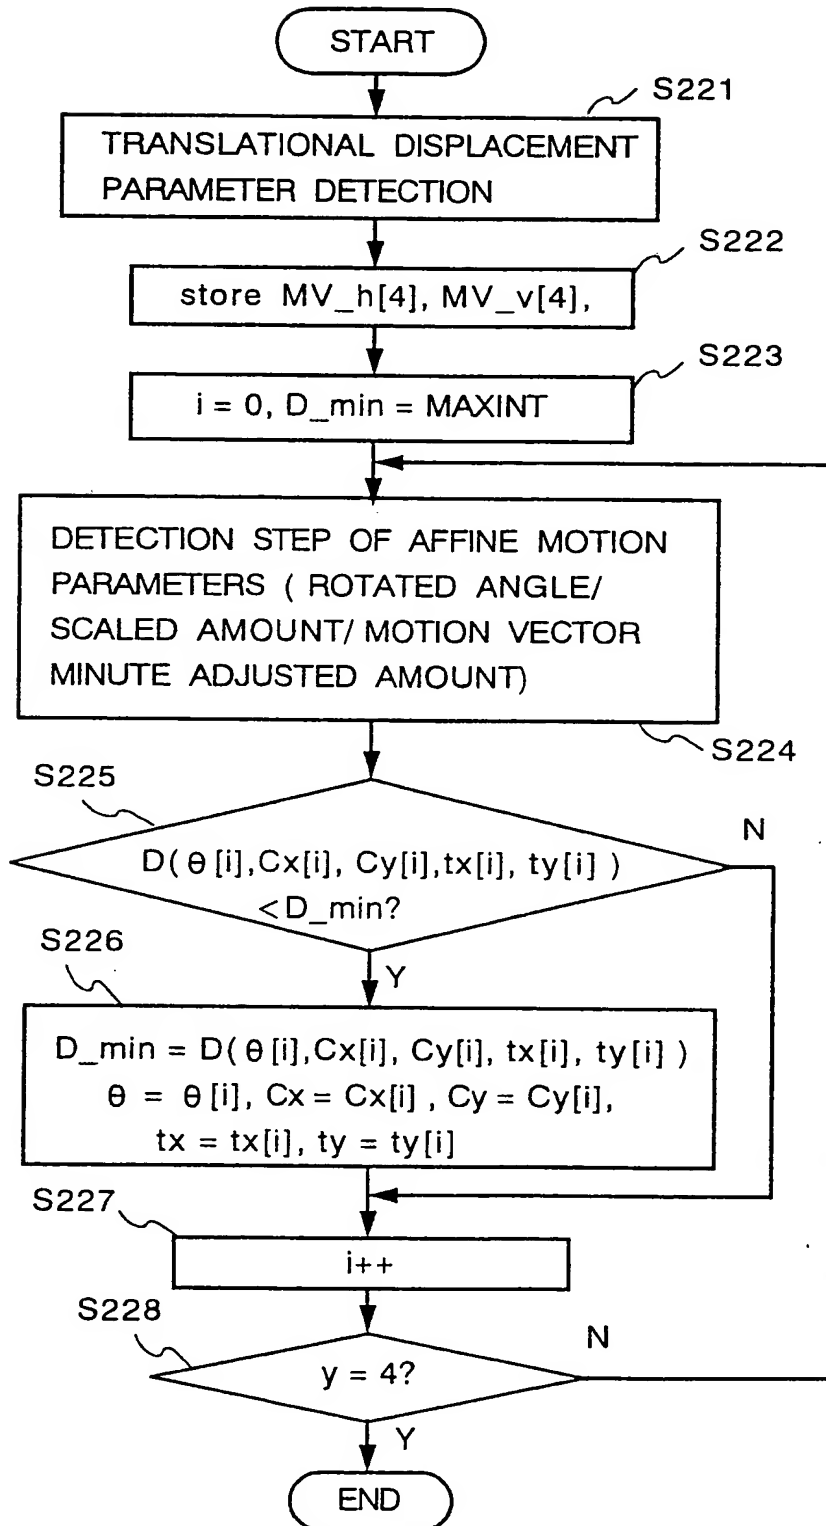 START
S221
TRANSLATIONAL DISPLACEMENT
PARAMETER DETECTION
S222
store MV_h[4], MV_v[4],
S223
i = 0, D_min = MAXINT
DETECTION STEP OF AFFINE MOTION
PARAMETERS ( ROTATED ANGLE/
SCALED AMOUNT/ MOTION VECTOR
MINUTE ADJUSTED AMOUNT)
S224
S225
N
D( θ[i],Cx[i], Cy[i],tx[i], ty[i] )
<D_min?
S226
Y
D_min = D( θ[i],Cx[i], Cy[i], tx[i], ty[i] )
θ = θ[i], Cx = Cx[i] , Cy = Cy[i],
tx = tx[i], ty = ty[i]
S227
i++
S228
N
y = 4?
Y
END